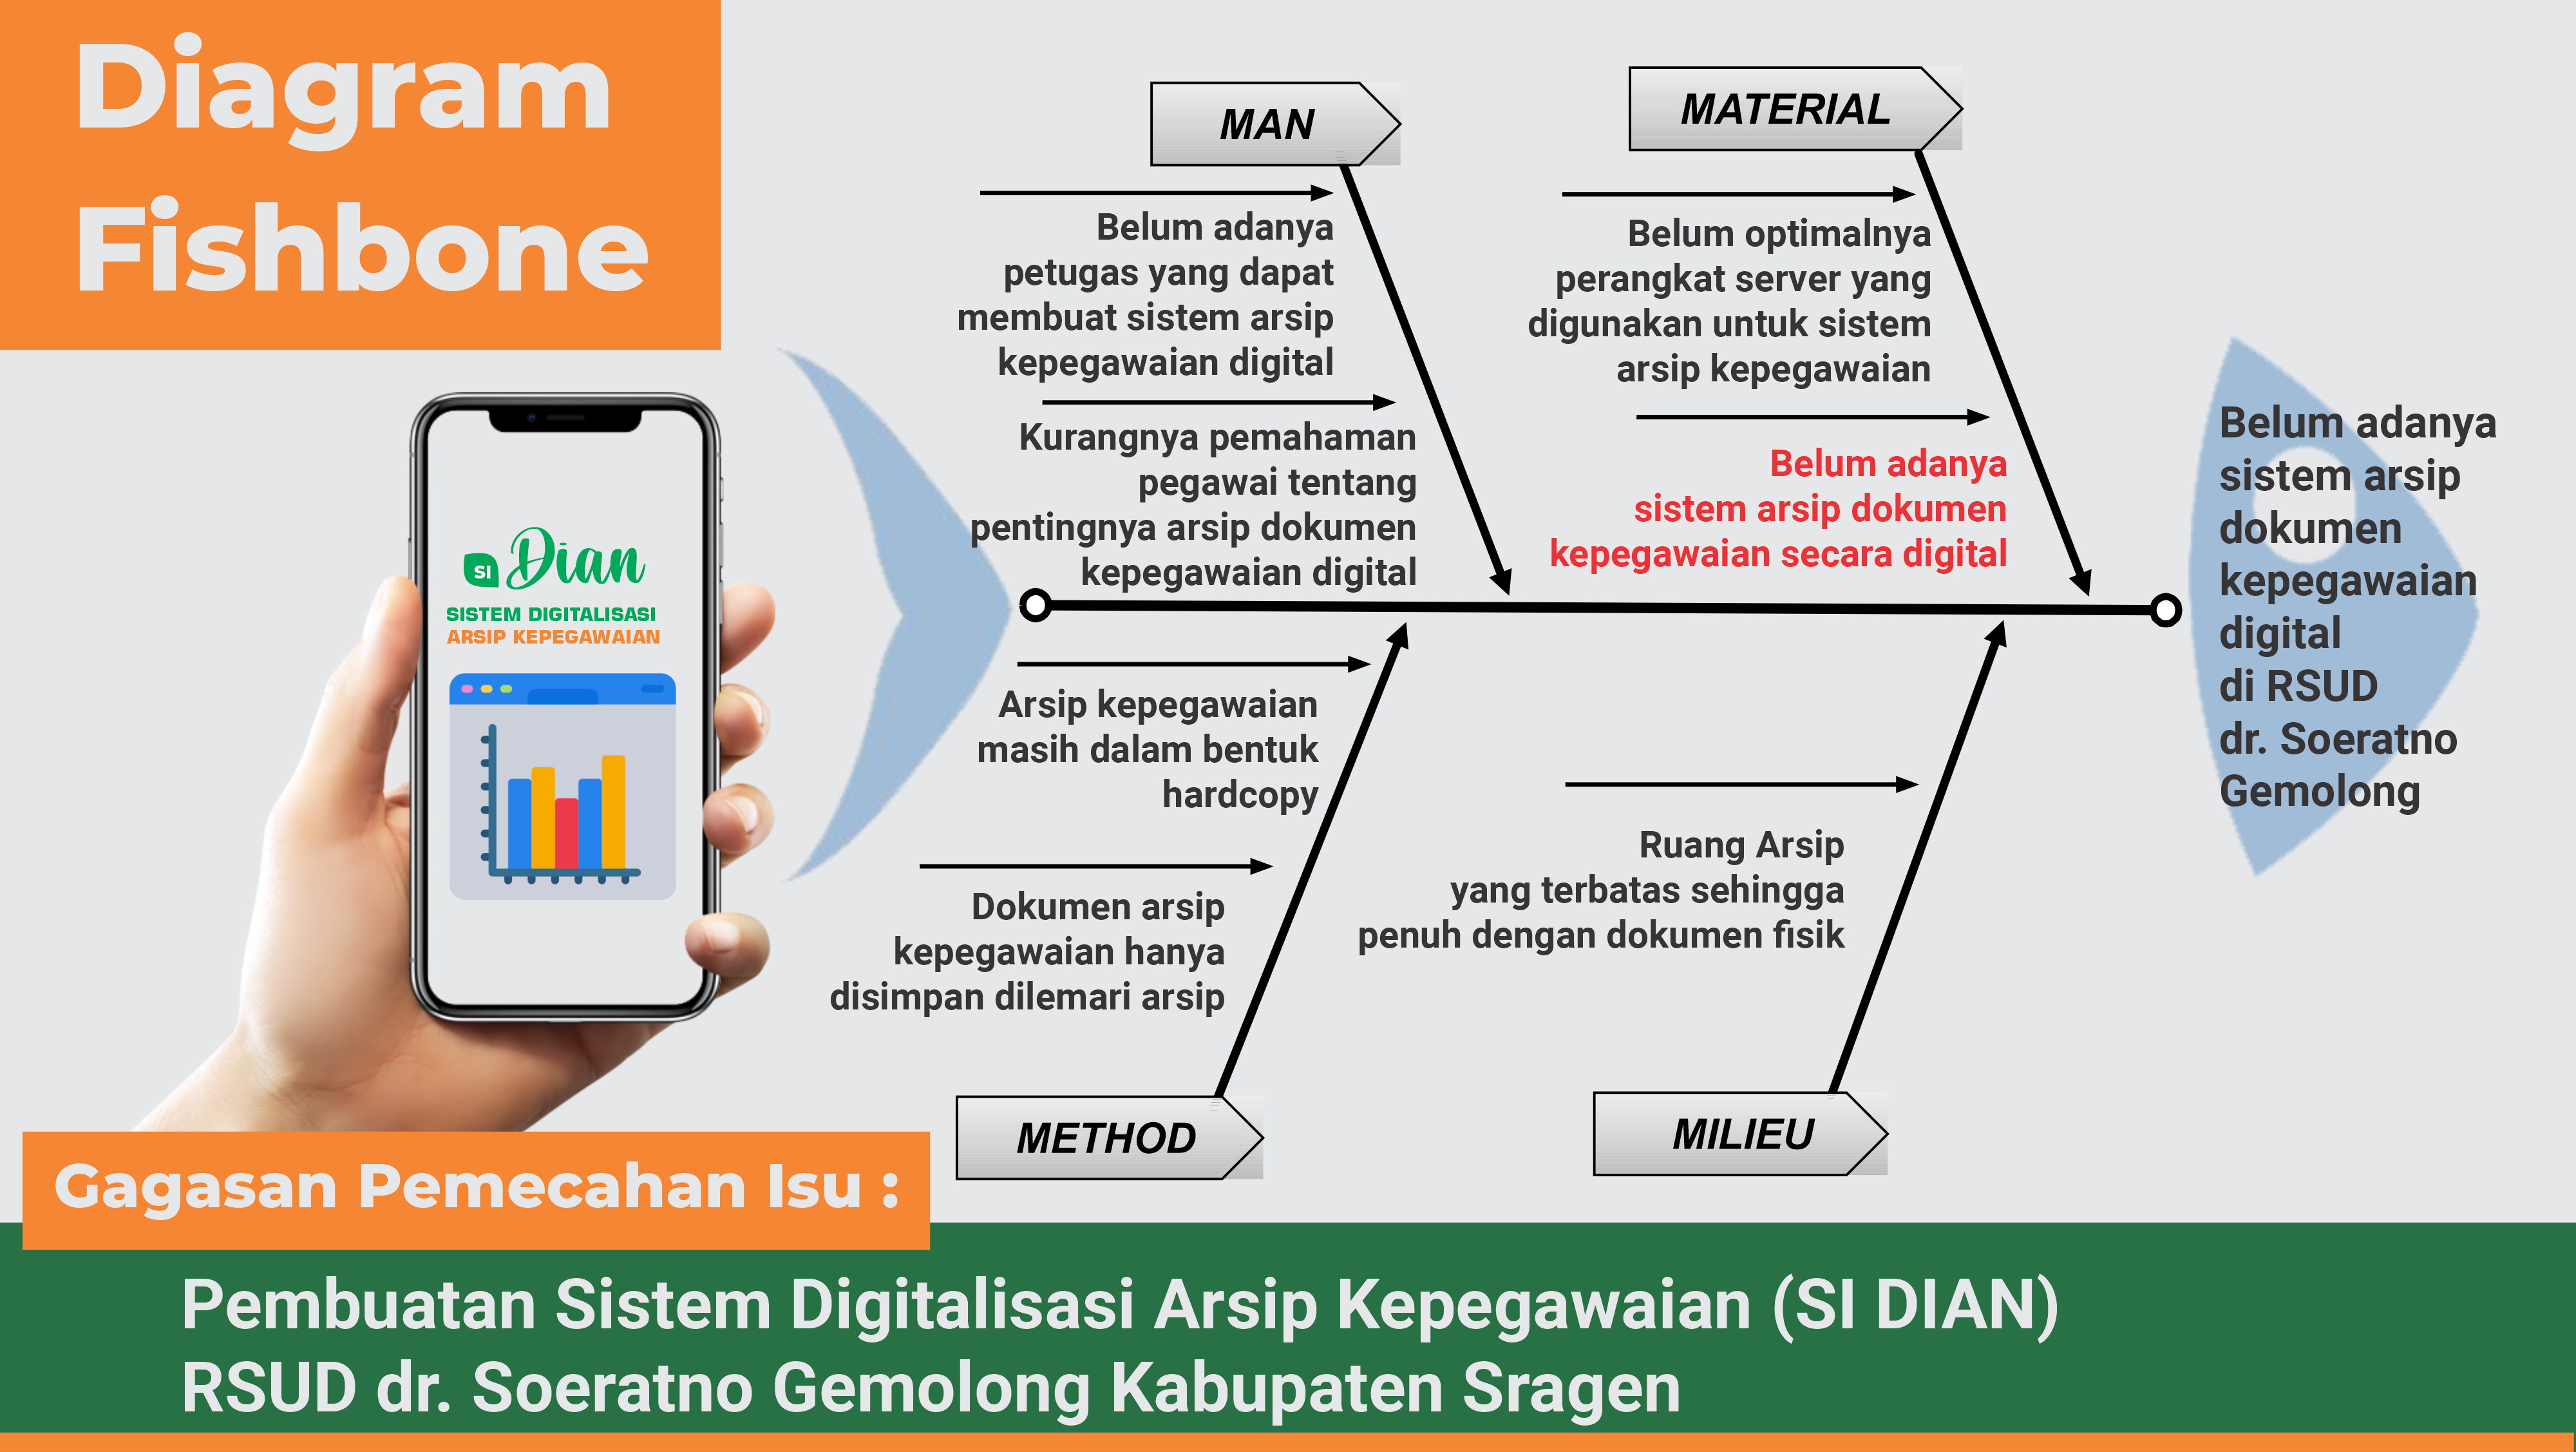 Diagram
Fishbone
MAN
Belum adanya
petugas yang dapat
membuat sistem arsip
kepegawaian digital
Kurangnya pemahaman
pegawai tentang
pentingnya arsip dokumen
kepegawaian digital
MATERIAL
Belum optimalnya
perangkat server yang
digunakan untuk sistem
arsip kepegawaian
Belum adanya
sistem arsip dokumen
kepegawaian secara digital
Belum adanya
sistem arsip
dokumen
kepegawaian
digital
di RSUD
dr. Soeratno
Gemolong
SI Dian
SISTEM DIGITALISASI
ARSIP KEPEGAWAIAN
Arsip kepegawaian
masih dalam bentuk
hardcopy
Dokumen arsip
kepegawaian hanya
disimpan dilemari arsip
METHOD
Ruang Arsip
yang terbatas sehingga
penuh dengan dokumen fisik
MILIEU
Gagasan Pemecahan Isu :
Pembuatan Sistem Digitalisasi Arsip Kepegawaian (SI DIAN)
RSUD dr. Soeratno Gemolong Kabupaten Sragen